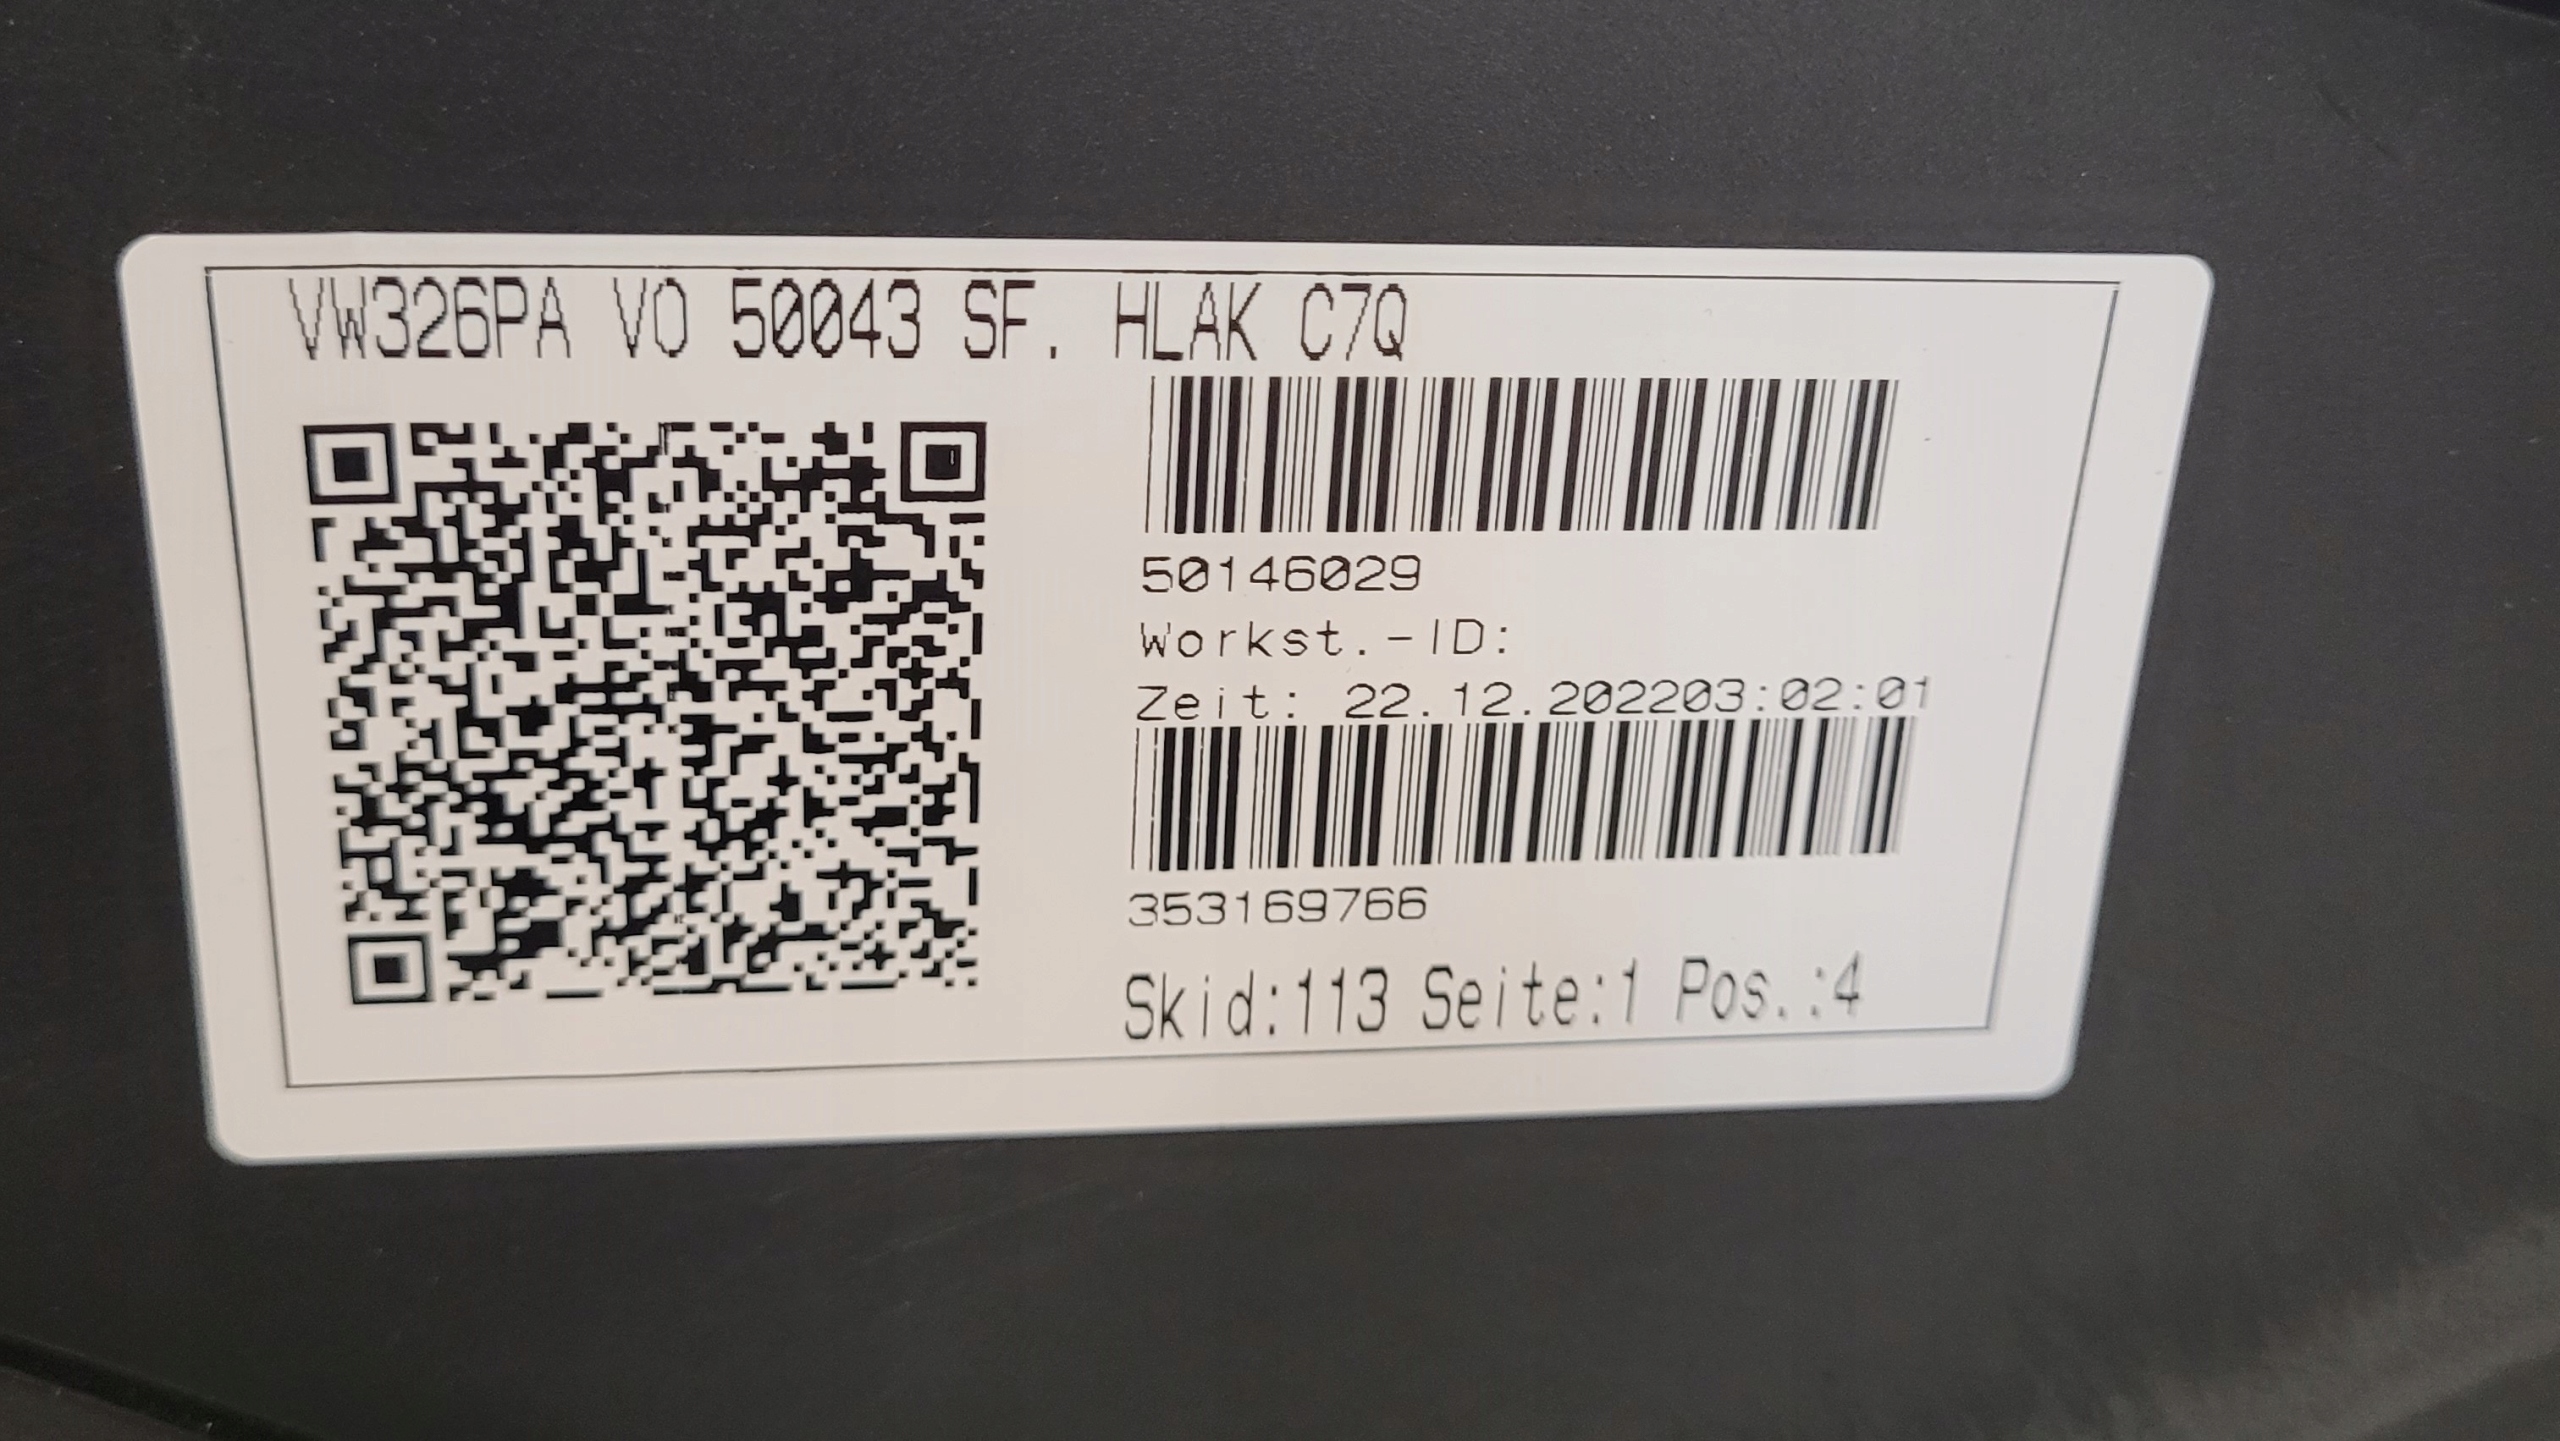 VW326PA VO 50043 SF. HLAK C7Q
50146029
Workst.-ID:
Zeit: 22.12.202203:02:01
353169766
Skid:113 Seite:1 Pos.:4